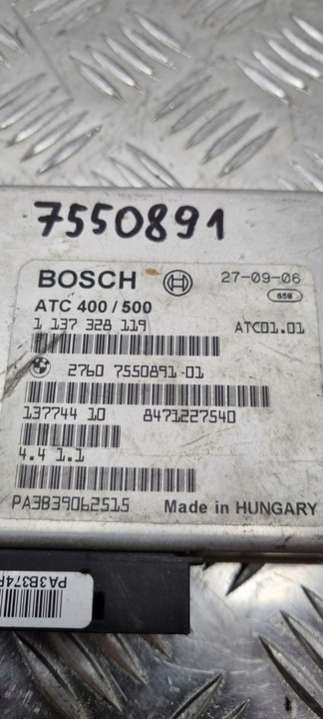 7550891
BOSCH 27-09-06
ATC 400 / 500
1 137 328 119 ATC01.01
2760 7550891-01
137744 10 8471227540
4.4 1.1
PA3B39062515 Made in HUNGARY